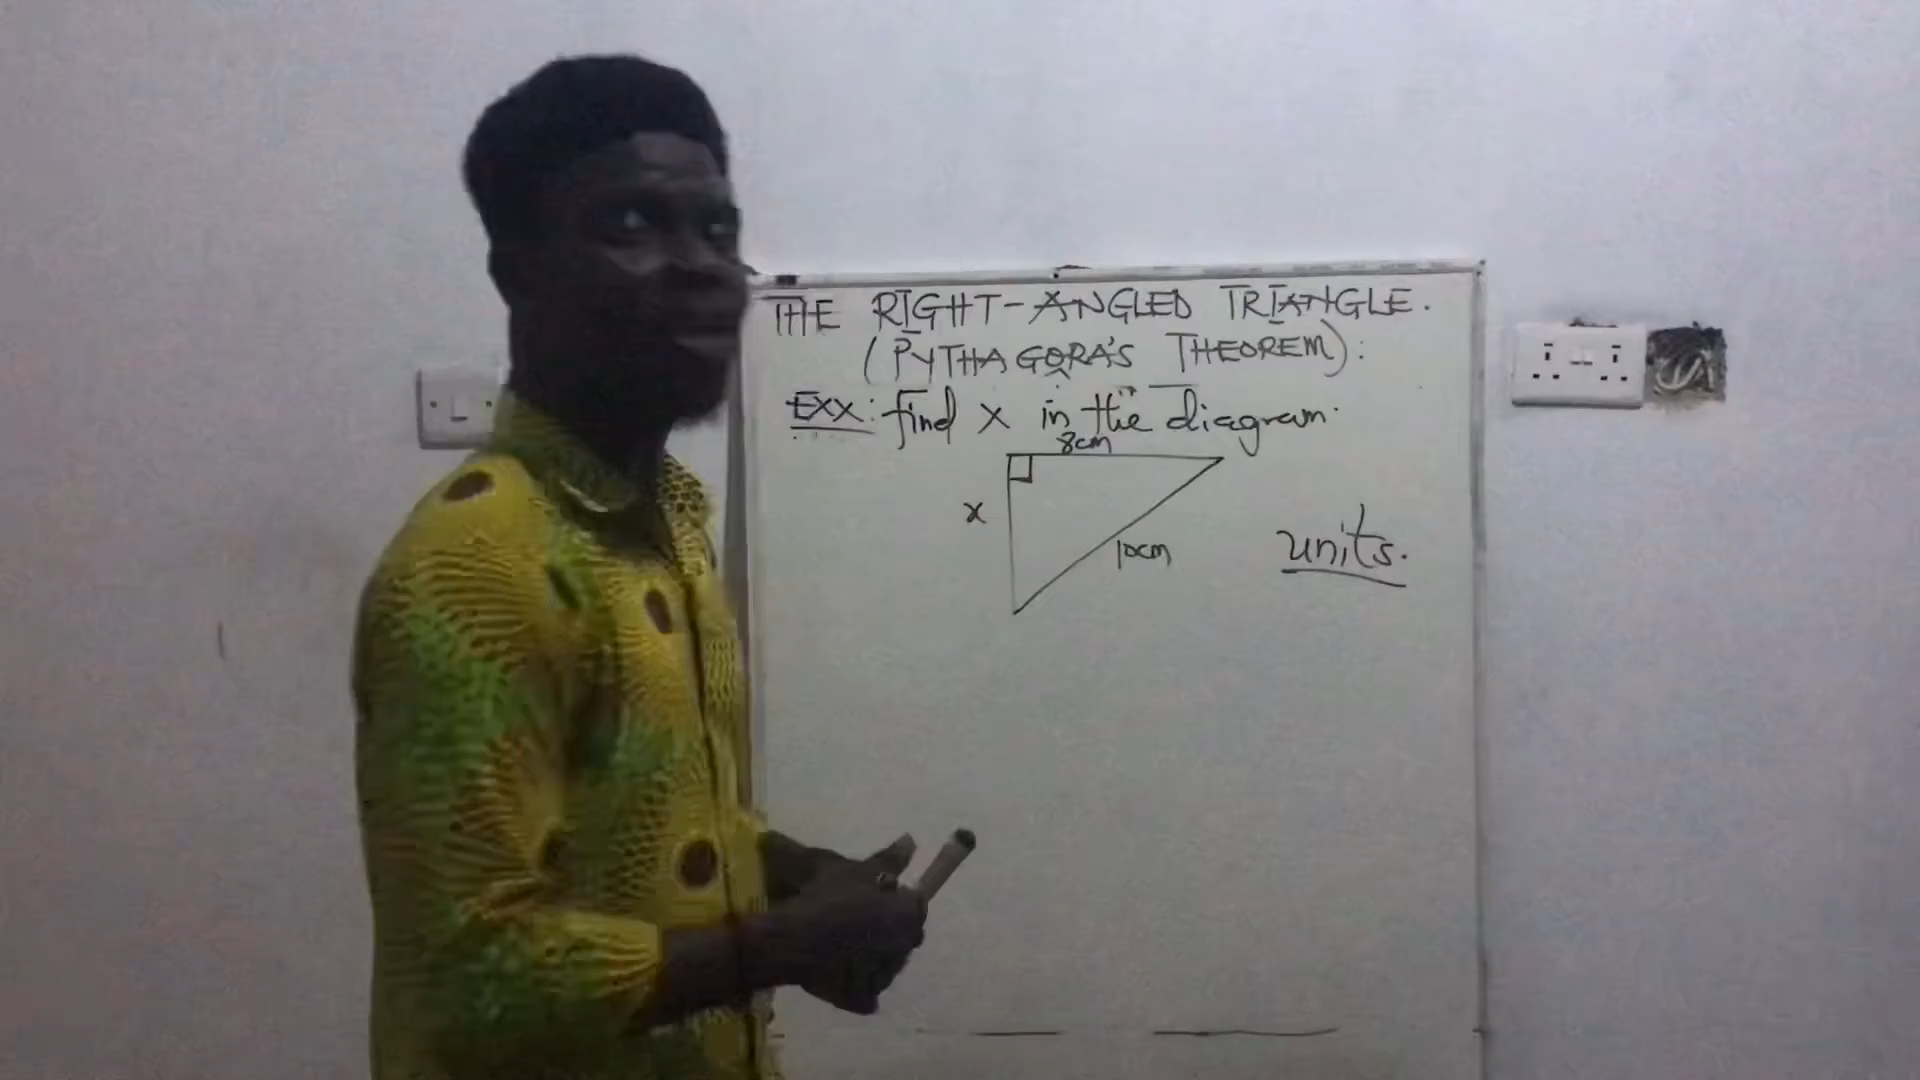 THE RIGHT-ANGLED TRIANGLE.
(PYTHAGORA'S THEOREM):
EXX: find x in the diagram.
8cm
x
10cm
units.